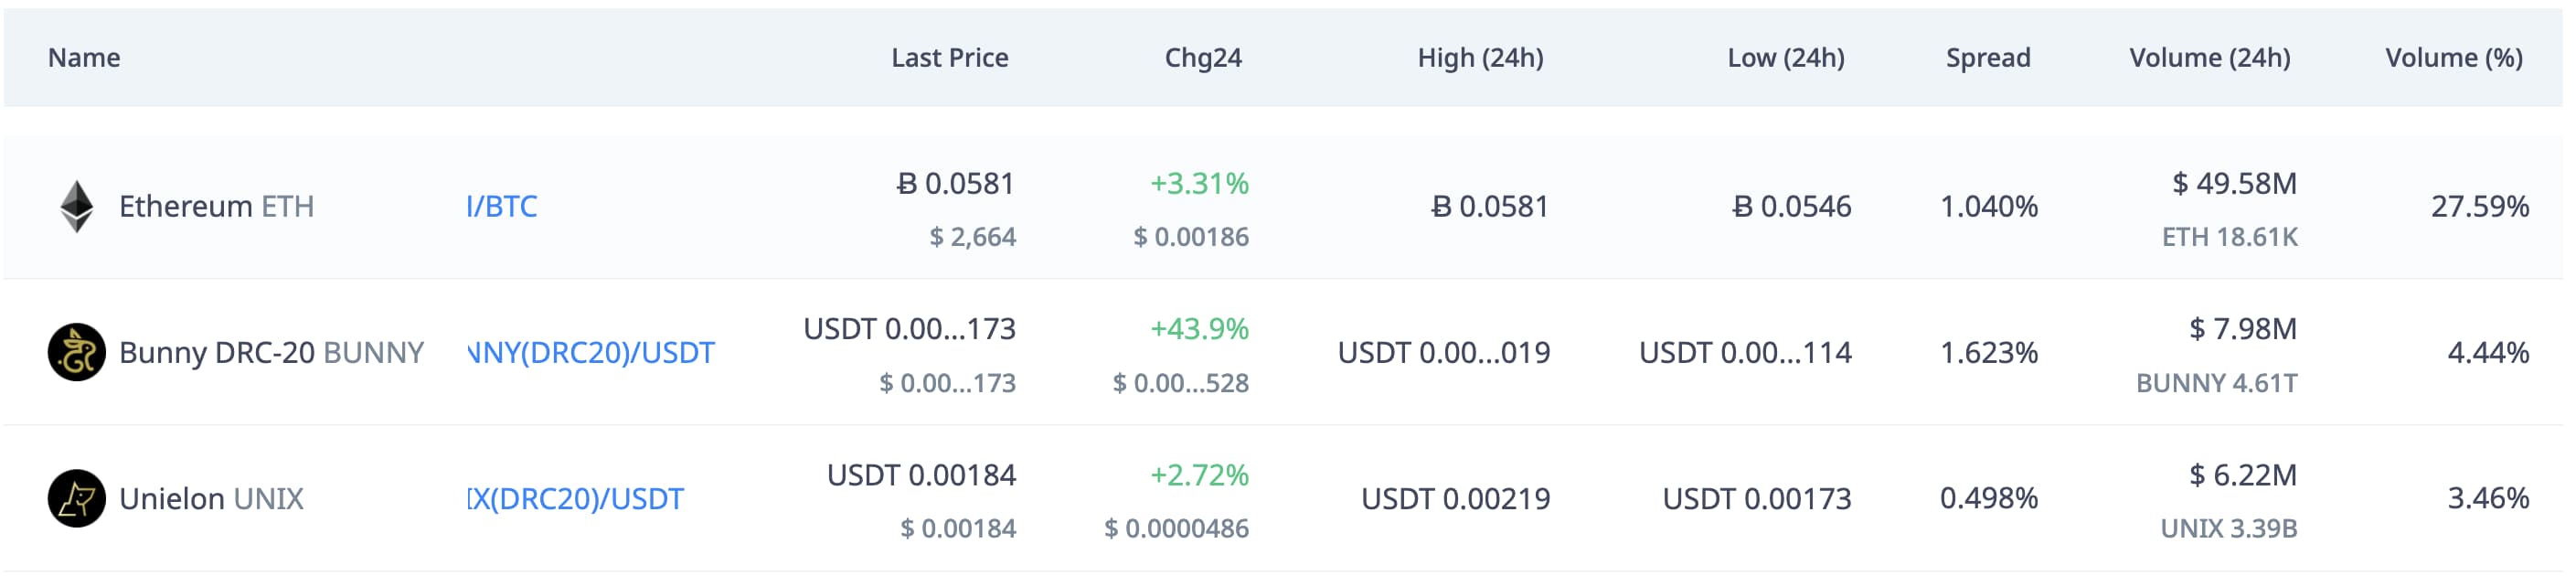 Name Last Price Chg24 High (24h) Low (24h) Spread Volume (24h) Volume (%)
Ƀ 0.0581 +3.31% $ 49.58M
Ethereum ETH /BTC Ƀ 0.0581 Ƀ 0.0546 1.040% 27.59%
$ 2,664 $ 0.00186 ETH 18.61K
USDT 0.00...173 +43.9% $ 7.98M
Bunny DRC-20 BUNNY NNY(DRC20)/USDT USDT 0.00...019 USDT 0.00...114 1.623% 4.44%
$ 0.00...173 $ 0.00...528 BUNNY 4.61T
USDT 0.00184 +2.72% $ 6.22M
Unielon UNIX IX(DRC20)/USDT USDT 0.00219 USDT 0.00173 0.498% 3.46%
$ 0.00184 $ 0.0000486 UNIX 3.39B